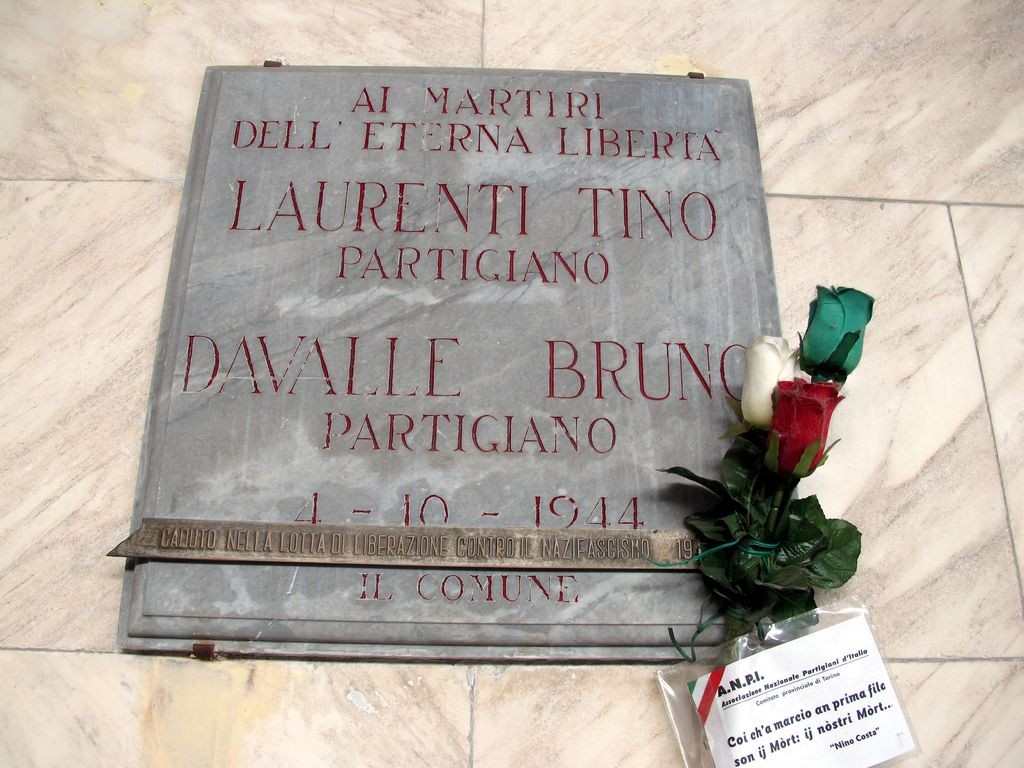 AI MARTIRI
DELL' ETERNA LIBERTA'
LAURENTI TINO
PARTIGIANO
DAVALLE BRUNO
PARTIGIANO
4 - 10 - 1944
CADUTO NELLA LOTTA DI LIBERAZIONE CONTRO IL NAZIFASCISMO 19
IL COMUNE
A.N.P.I.
Associazione Nazionale Partigiani d'Italia
Comitato provinciale di Torino
Coi ch'a marcio an prima fila
son ij Mòrt: ij nòstri Mòrt...
"Nino Costa"